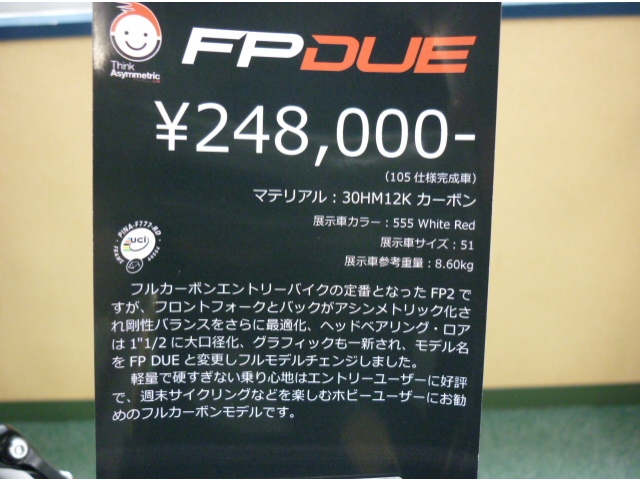 Think
Asymmetric
FPDUE
¥248,000-
（105仕様完成車）
マテリアル：30HM12K カーボン
展示車カラー：555 White Red
展示車サイズ：51
展示車参考重量：8.60kg
PINA-F777-RD
uci
フルカーボンエントリーバイクの定番となった FP2 で
すが、フロントフォークとバックがアシンメトリック化さ
れ剛性バランスをさらに最適化、ヘッドベアリング・ロア
は 1"1/2 に大口径化、グラフィックも一新され、モデル名
を FP DUE と変更しフルモデルチェンジしました。
軽量で硬すぎない乗り心地はエントリーユーザーに好評
で、週末サイクリングなどを楽しむホビーユーザーにお勧
めのフルカーボンモデルです。